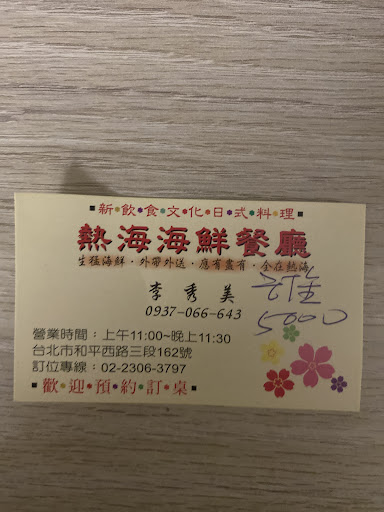 新•飲•食•文•化•日•式•料•理
熱海海鮮餐廳
生猛海鮮•外帶外送•應有盡有•全在熱海
李秀美
0937-066-643
訂金
5000
營業時間：上午11:00~晚上11:30
台北市和平西路三段162號
訂位專線：02-2306-3797
歡•迎•預•約•訂•桌